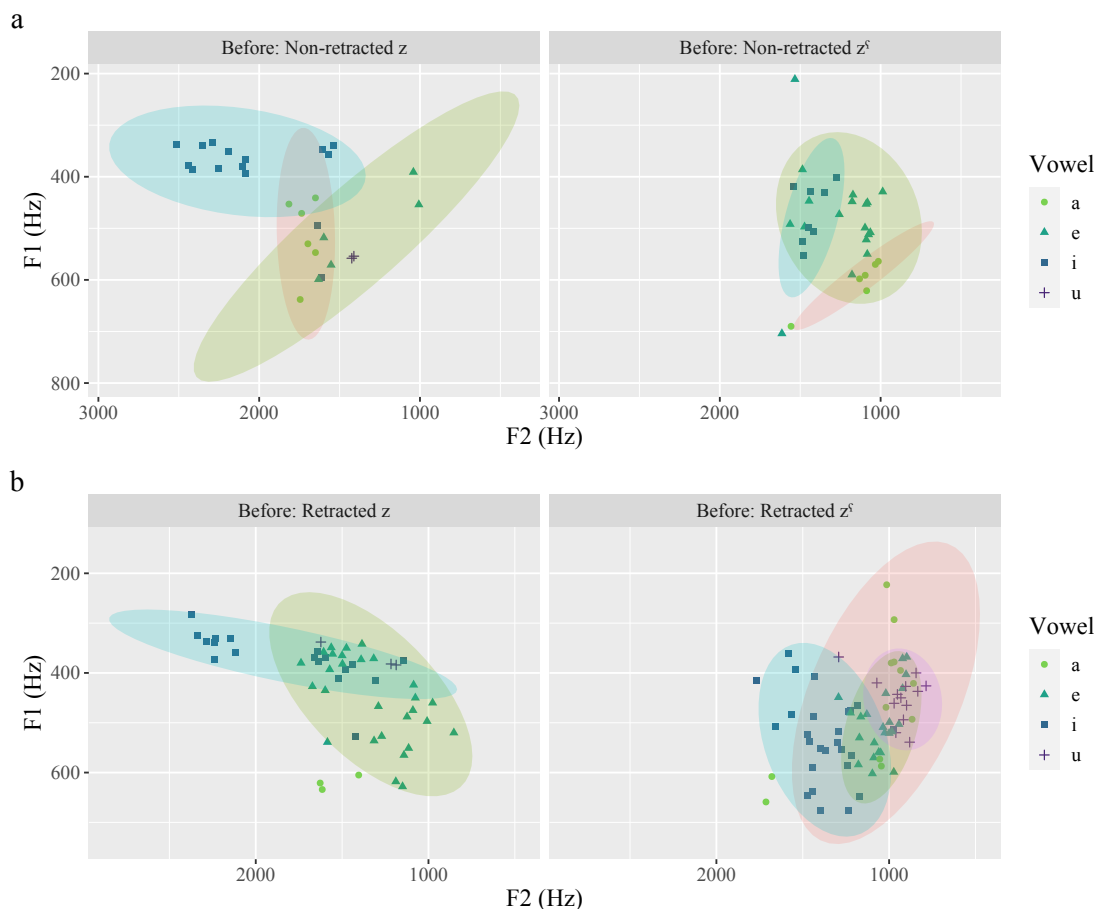 a
Before: Non-retracted z
Before: Non-retracted zˤ
200
400
600
800
F1 (Hz)
3000
2000
1000
3000
2000
1000
F2 (Hz)
Vowel
a
e
i
u
b
Before: Retracted z
Before: Retracted zˤ
200
400
600
F1 (Hz)
2000
1000
2000
1000
F2 (Hz)
Vowel
a
e
i
u